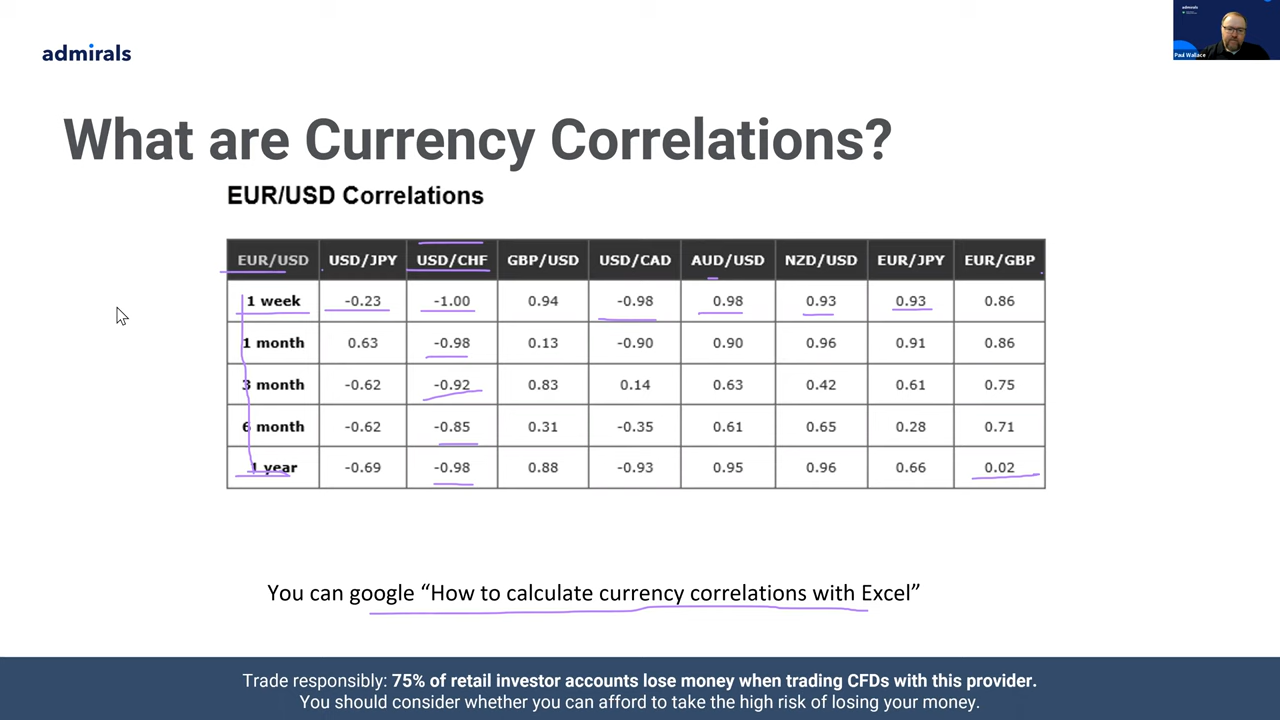 admirals
admirals
Paul Wallace
What are Currency Correlations?
EUR/USD Correlations
EUR/USD USD/JPY USD/CHF GBP/USD USD/CAD AUD/USD NZD/USD EUR/JPY EUR/GBP
1 week -0.23 -1.00 0.94 -0.98 0.98 0.93 0.93 0.86
1 month 0.63 -0.98 0.13 -0.90 0.90 0.96 0.91 0.86
3 month -0.62 -0.92 0.83 0.14 0.63 0.42 0.61 0.75
6 month -0.62 -0.85 0.31 -0.35 0.61 0.65 0.28 0.71
1 year -0.69 -0.98 0.88 -0.93 0.95 0.96 0.66 0.02
You can google “How to calculate currency correlations with Excel”
Trade responsibly: 75% of retail investor accounts lose money when trading CFDs with this provider.
You should consider whether you can afford to take the high risk of losing your money.